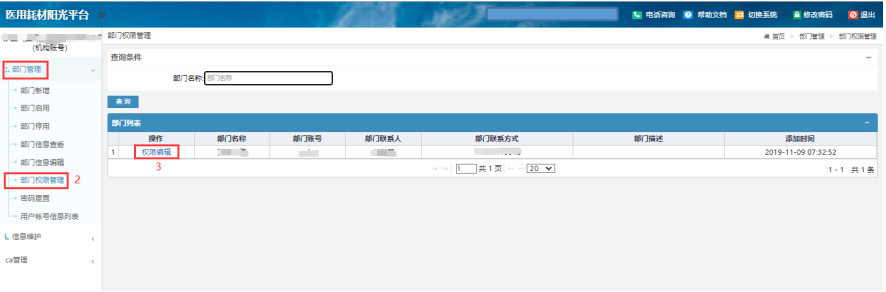 医用耗材阳光平台
电话咨询 帮助文档 切换系统 修改密码 退出
(机构账号)
部门权限管理
首页 > 部门管理 > 部门权限管理
部门管理
部门新增
部门启用
部门停用
部门信息查看
部门信息编辑
部门权限管理 2
密码重置
用户帐号信息列表
信息维护
ca管理
查询条件
部门名称: 部门名称
查询
部门列表
操作 部门名称 部门账号 部门联系人 部门联系方式 部门描述 添加时间
1 权限编辑 2019-11-09 07:32:52
3
1 共1页 20
1 - 1 共1条